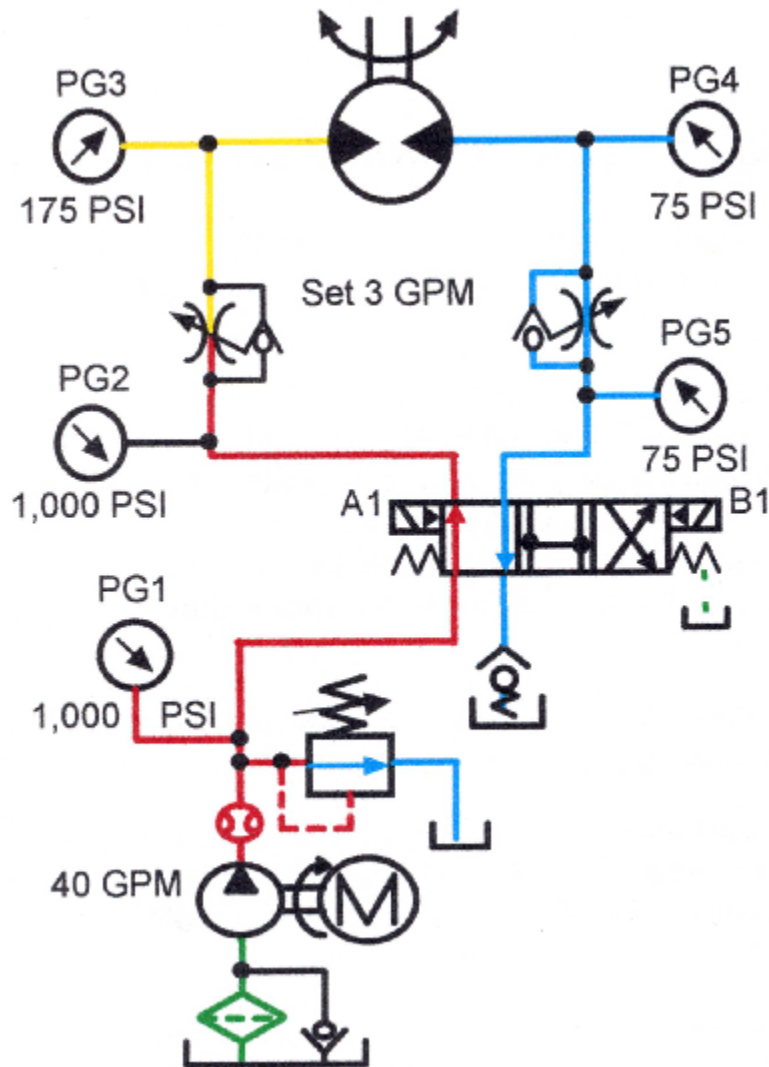 PG3
PG4
175 PSI
75 PSI
Set 3 GPM
PG2
PG5
1,000 PSI
75 PSI
A1
B1
PG1
1,000 PSI
40 GPM
M